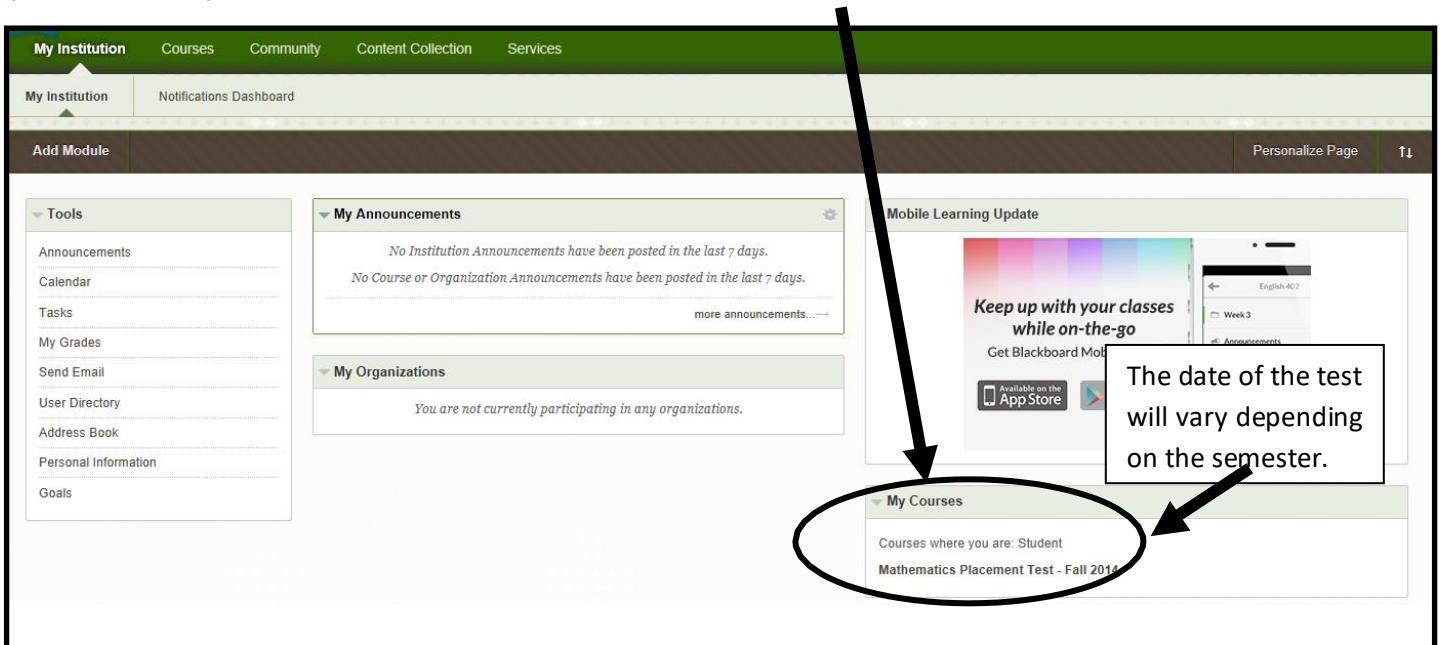 My Institution Courses Community Content Collection Services
My Institution Notifications Dashboard
Add Module Personalize Page
Tools
Announcements
Calendar
Tasks
My Grades
Send Email
User Directory
Address Book
Personal Information
Goals
My Announcements
No Institution Announcements have been posted in the last 7 days.
No Course or Organization Announcements have been posted in the last 7 days.
more announcements...→
My Organizations
You are not currently participating in any organizations.
Mobile Learning Update
Keep up with your classes
while on-the-go
Get Blackboard
Available on the
App Store
English 402
Week 3
Announcements
The date of the test
will vary depending
on the semester.
My Courses
Courses where you are: Student
Mathematics Placement Test - Fall 2014